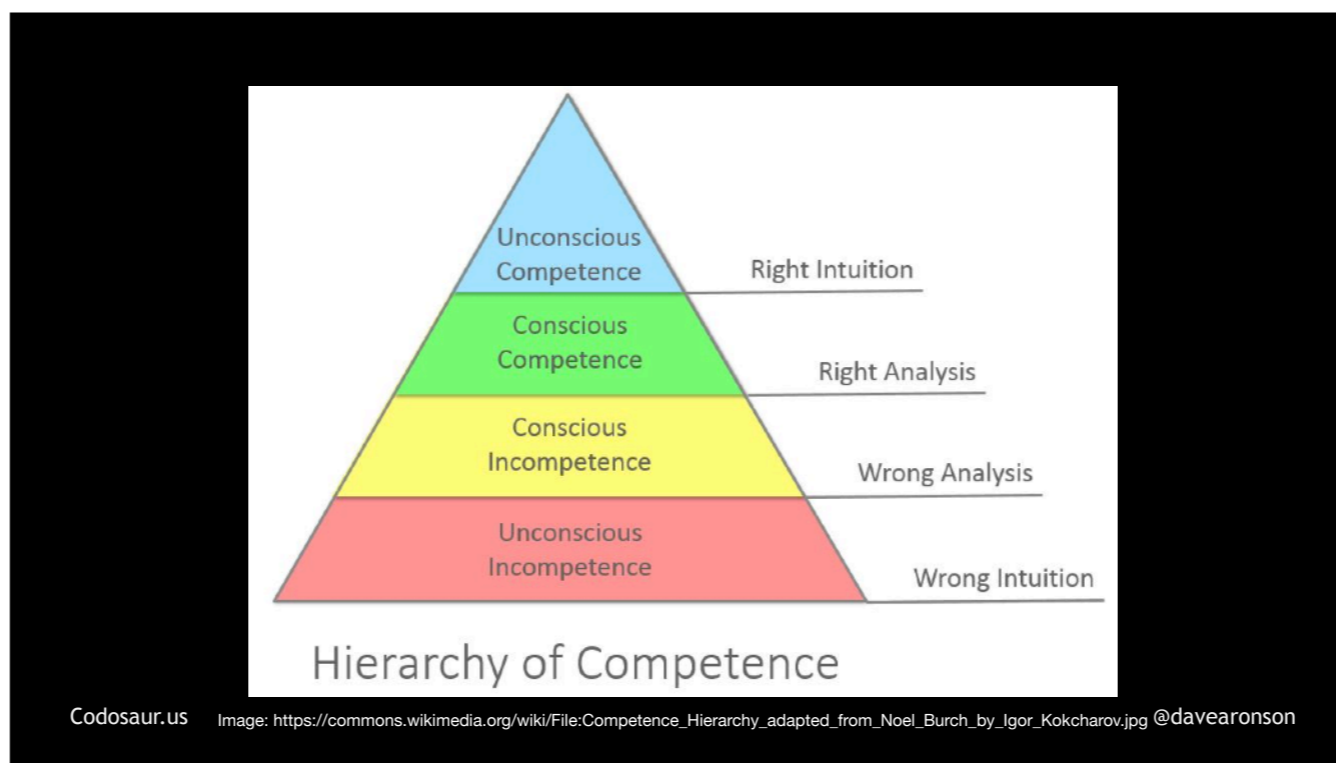 Unconscious
Competence
Right Intuition
Conscious
Competence
Right Analysis
Conscious
Incompetence
Wrong Analysis
Unconscious
Incompetence
Wrong Intuition
Hierarchy of Competence
Codosaur.us Image: https://commons.wikimedia.org/wiki/File:Competence_Hierarchy_adapted_from_Noel_Burch_by_Igor_Kokcharov.jpg @davearonson